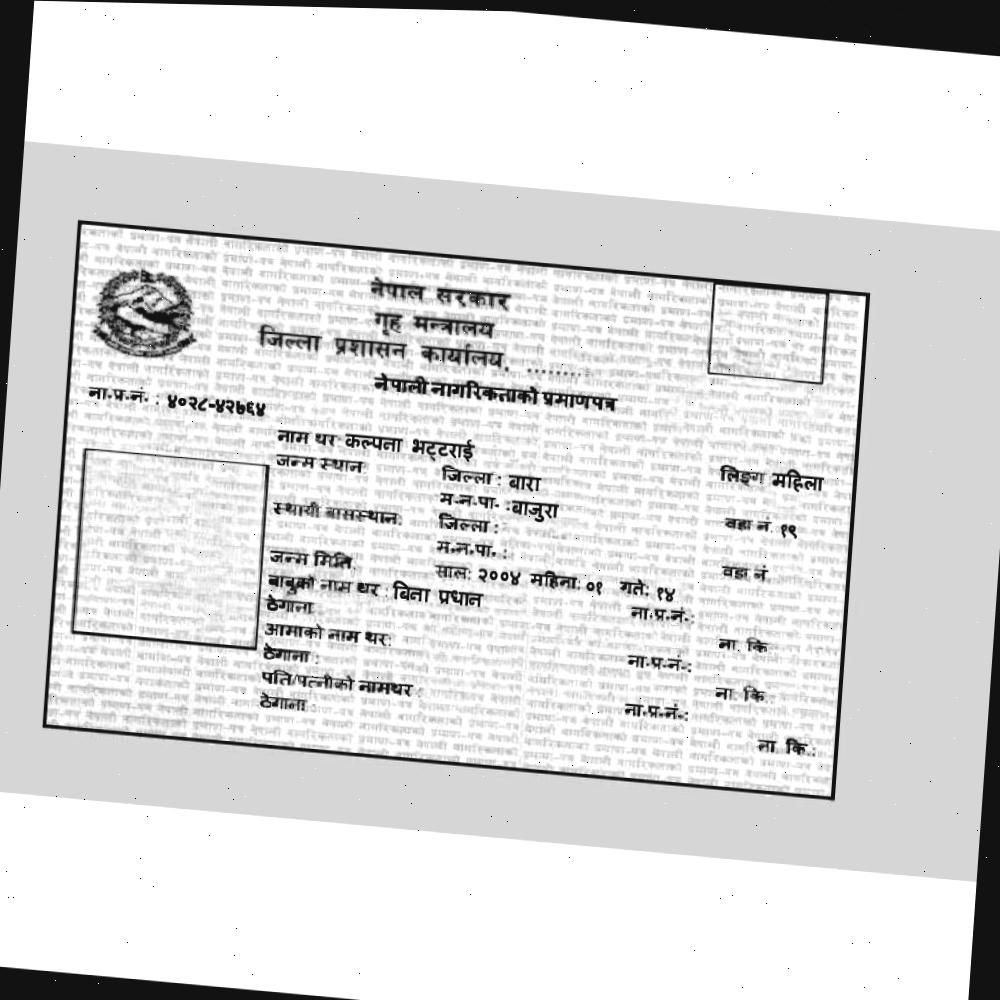 नेपाल सरकार
गृह मन्त्रालय
जिल्ला प्रशासन कार्यालय, ........
नेपाली नागरिकताको प्रमाणपत्र
ना.प्र.नं. : ४०२८-४२७६४
नाम थर: कल्पना भट्टराई
लिङ्ग महिला
जन्म स्थान:
जिल्ला : बारा
म.न.पा. :बाजुरा
वडा नं. १९
स्थायी बासस्थान:
जिल्ला :
म.न.पा. :
वडा नं.
जन्म मिति:
साल: २००४ महिना: ०१ गते: १४
बाबुको नाम थर : बिना प्रधान
ना.प्र.नं.:
ठेगाना :
ना. कि.:
आमाको नाम थर:
ना.प्र.नं.:
ठेगाना :
ना. कि.:
पति/पत्नीको नामथर :
ना.प्र.नं.:
ठेगाना :
ना. कि.: